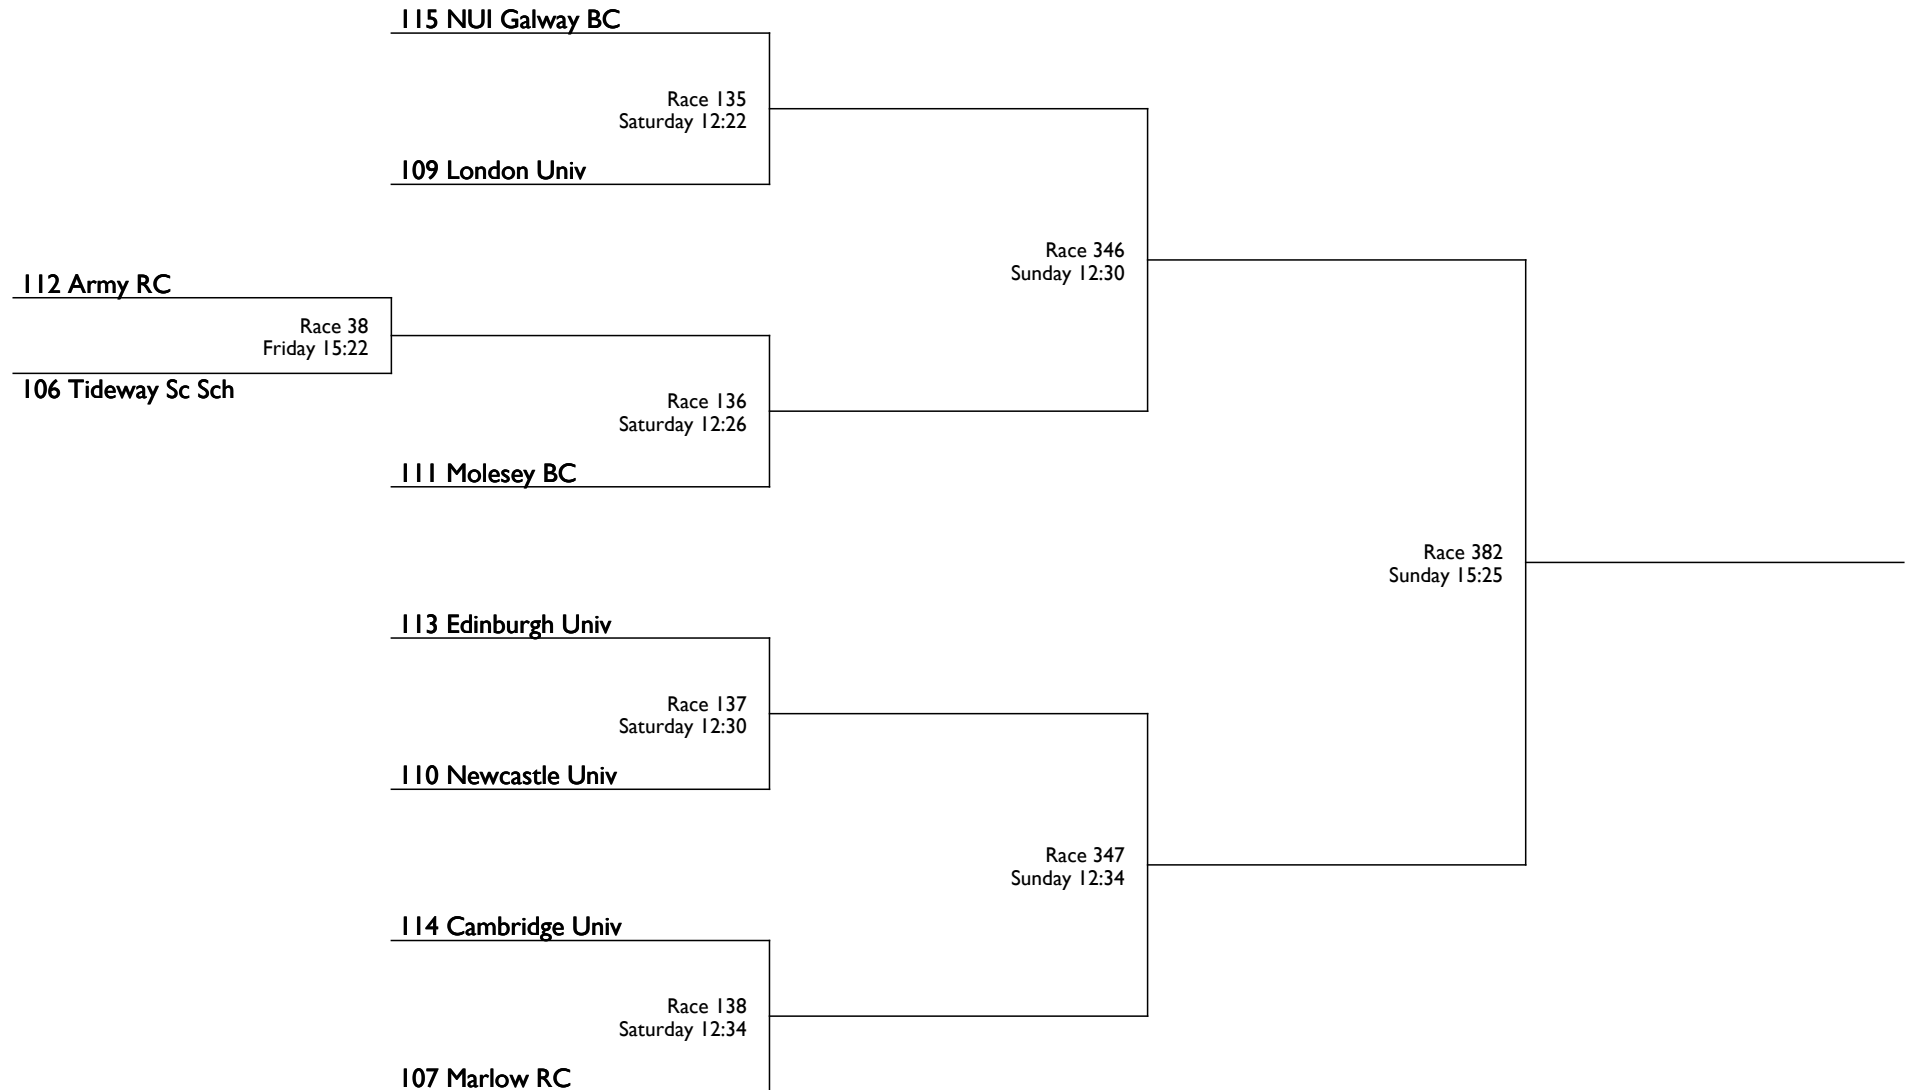 115 NUI Galway BC
Race 135
Saturday 12:22
109 London Univ
Race 346
Sunday 12:30
112 Army RC
Race 38
Friday 15:22
106 Tideway Sc Sch
Race 136
Saturday 12:26
111 Molesey BC
Race 382
Sunday 15:25
113 Edinburgh Univ
Race 137
Saturday 12:30
110 Newcastle Univ
Race 347
Sunday 12:34
114 Cambridge Univ
Race 138
Saturday 12:34
107 Marlow RC